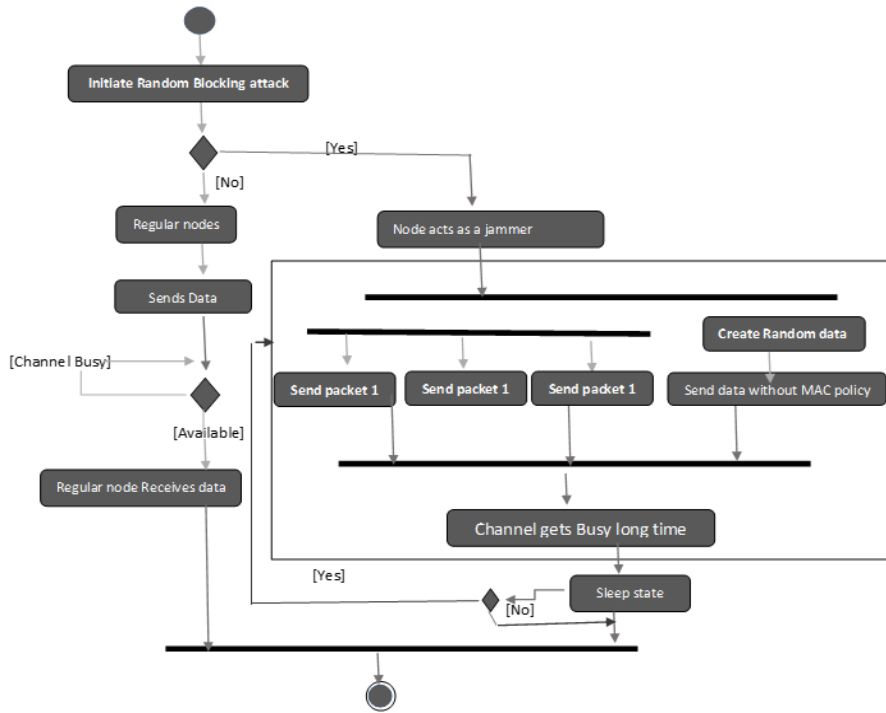 Initiate Random Blocking attack
[Yes]
[No]
Regular nodes
Node acts as a jammer
Sends Data
Create Random data
[Channel Busy]
Send packet 1
Send packet 1
Send packet 1
Send data without MAC policy
[Available]
Regular node Receives data
Channel gets Busy long time
[Yes]
Sleep state
[No]